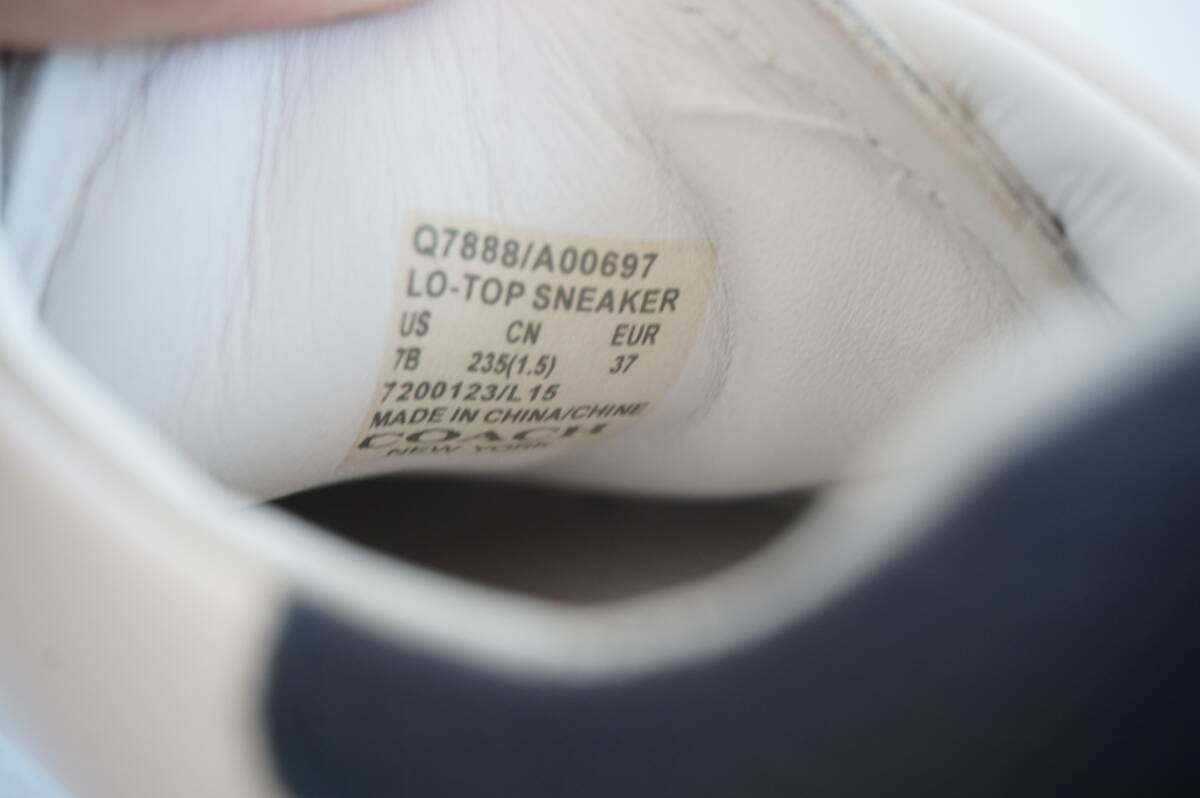 Q7888/A00697
LO-TOP SNEAKER
US CN EUR
7B 235(1.5) 37
7200123/L15
MADE IN CHINA/CHINE
COACH
NEW YORK